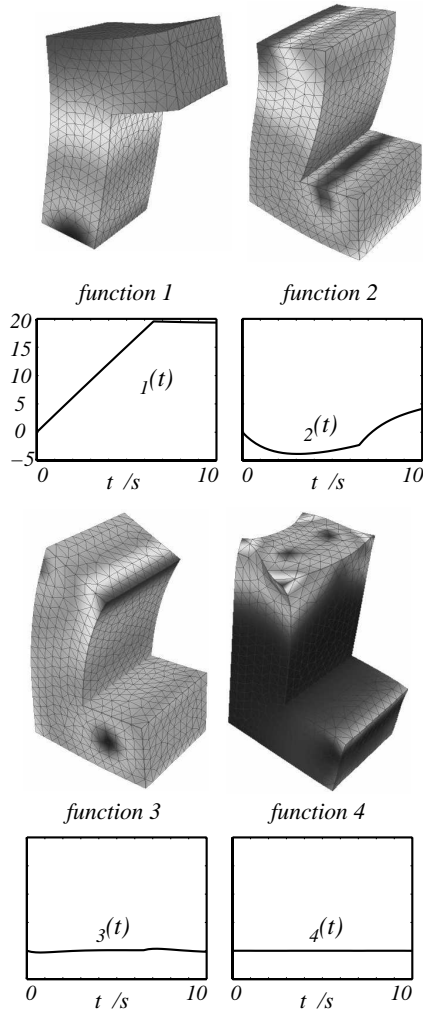 function 1
function 2
20
15
10
5
0
−5
1(t)
2(t)
0
10
0
10
t /s
t /s
function 3
function 4
3(t)
4(t)
0
10
0
10
t /s
t /s